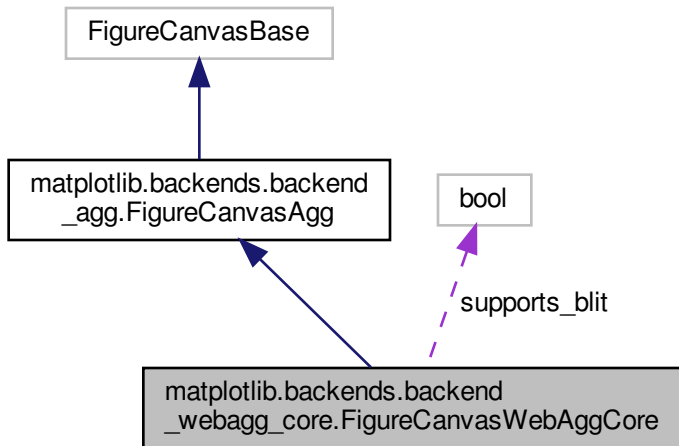 FigureCanvasBase
matplotlib.backends.backend
_agg.FigureCanvasAgg
bool
supports_blit
matplotlib.backends.backend
_webagg_core.FigureCanvasWebAggCore